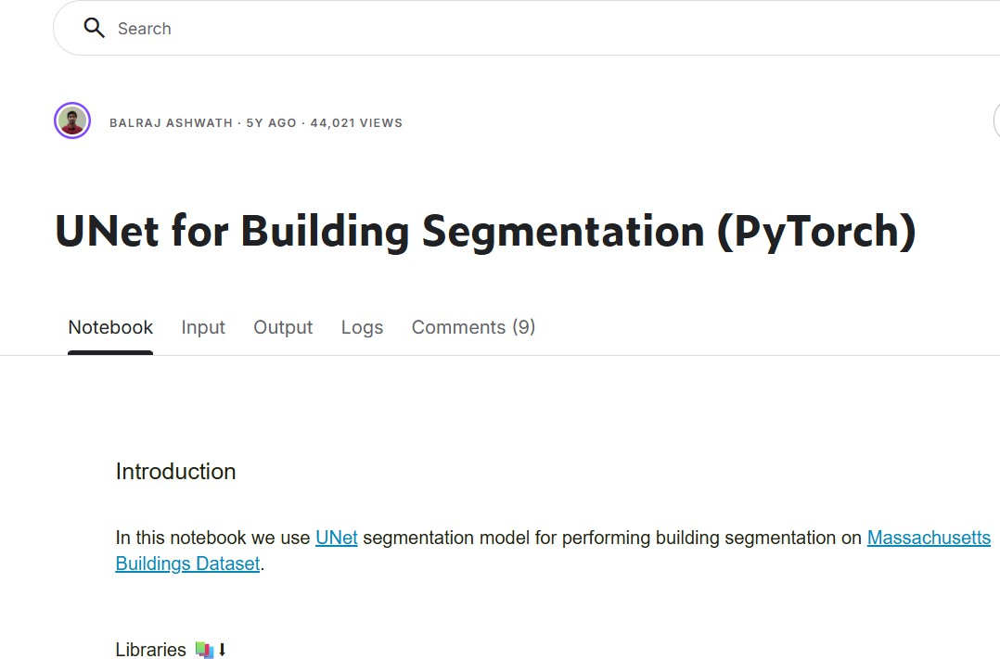 Search
BALRAJ ASHWATH · 5Y AGO · 44,021 VIEWS
UNet for Building Segmentation (PyTorch)
Notebook Input Output Logs Comments (9)
Introduction
In this notebook we use UNet segmentation model for performing building segmentation on Massachusetts
Buildings Dataset.
Libraries 📚⬇